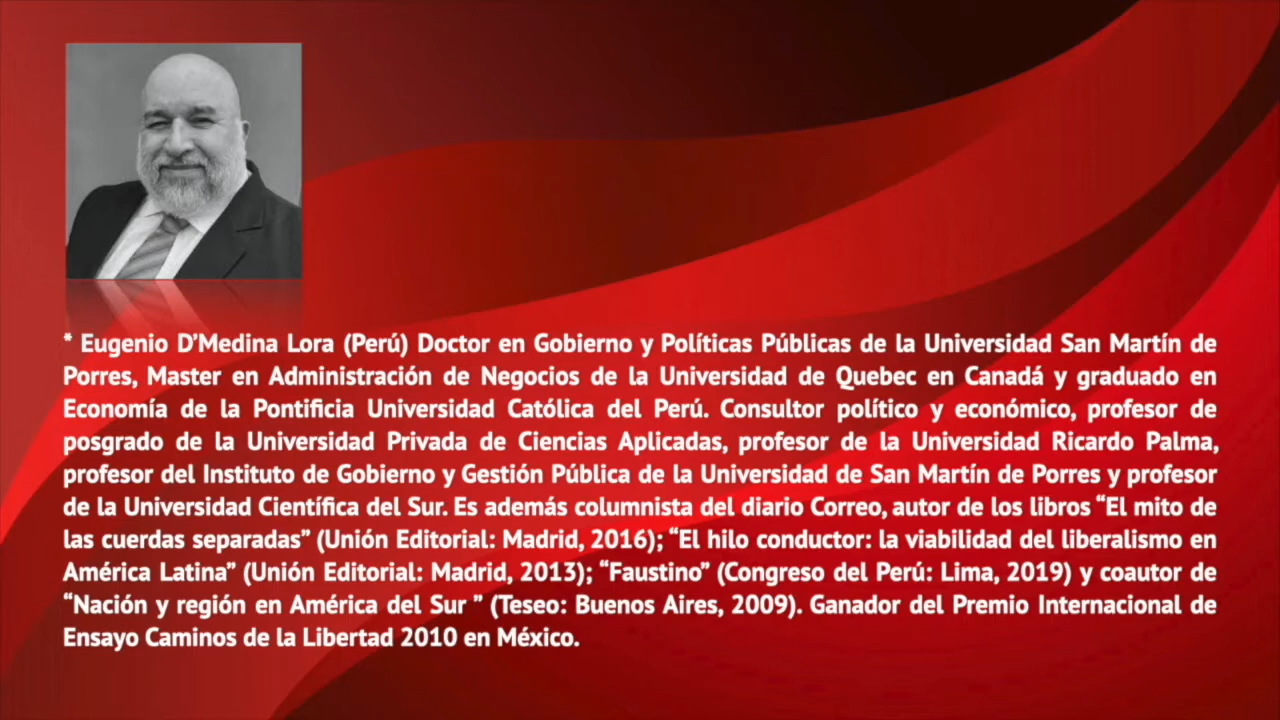 * Eugenio D’Medina Lora (Perú) Doctor en Gobierno y Políticas Públicas de la Universidad San Martín de
Porres, Master en Administración de Negocios de la Universidad de Quebec en Canadá y graduado en
Economía de la Pontificia Universidad Católica del Perú. Consultor político y económico, profesor de
posgrado de la Universidad Privada de Ciencias Aplicadas, profesor de la Universidad Ricardo Palma,
profesor del Instituto de Gobierno y Gestión Pública de la Universidad de San Martín de Porres y profesor
de la Universidad Científica del Sur. Es además columnista del diario Correo, autor de los libros “El mito de
las cuerdas separadas” (Unión Editorial: Madrid, 2016); “El hilo conductor: la viabilidad del liberalismo en
América Latina” (Unión Editorial: Madrid, 2013); “Faustino” (Congreso del Perú: Lima, 2019) y coautor de
“Nación y región en América del Sur ” (Teseo: Buenos Aires, 2009). Ganador del Premio Internacional de
Ensayo Caminos de la Libertad 2010 en México.